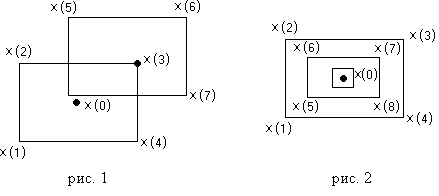 x(5) x(6)
x(2) x(3)
x(0) x(7)
x(1) x(4)
рис. 1
x(2) x(3)
x(6) x(7)
x(0)
x(5) x(8)
x(1) x(4)
рис. 2